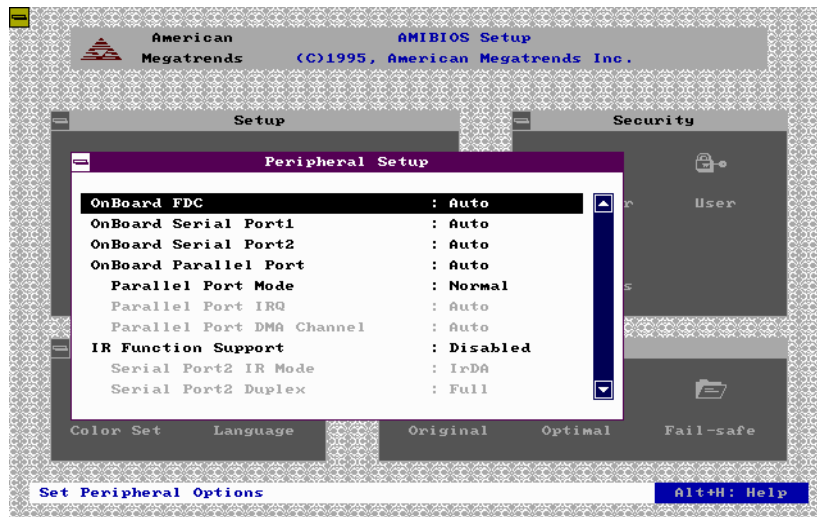 American AMIBIOS Setup
Megatrends (C)1995, American Megatrends Inc.
Setup Security
Peripheral Setup
OnBoard FDC : Auto
User
OnBoard Serial Port1 : Auto
OnBoard Serial Port2 : Auto
OnBoard Parallel Port : Auto
Parallel Port Mode : Normal
Parallel Port IRQ : Auto
Parallel Port DMA Channel : Auto
IR Function Support : Disabled
Serial Port2 IR Mode : IrDA
Serial Port2 Duplex : Full
Color Set Language Original Optimal Fail-safe
Set Peripheral Options Alt+H: Help